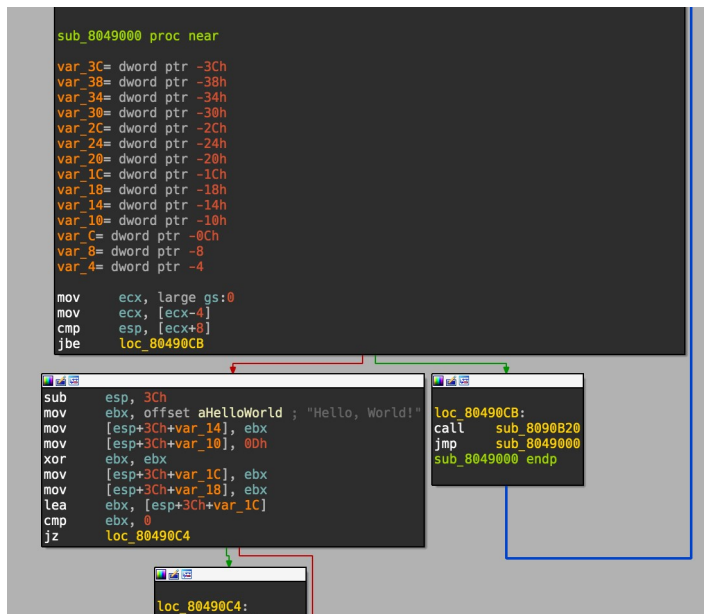 sub_8049000 proc near
var_3C= dword ptr -3Ch
var_38= dword ptr -38h
var_34= dword ptr -34h
var_30= dword ptr -30h
var_2C= dword ptr -2Ch
var_24= dword ptr -24h
var_20= dword ptr -20h
var_1C= dword ptr -1Ch
var_18= dword ptr -18h
var_14= dword ptr -14h
var_10= dword ptr -10h
var_C= dword ptr -0Ch
var_8= dword ptr -8
var_4= dword ptr -4
mov ecx, large gs:0
mov ecx, [ecx-4]
cmp esp, [ecx+8]
jbe loc_80490CB
sub esp, 3Ch
mov ebx, offset aHelloWorld ; "Hello, World!"
mov [esp+3Ch+var_14], ebx
mov [esp+3Ch+var_10], 0Dh
xor ebx, ebx
mov [esp+3Ch+var_1C], ebx
mov [esp+3Ch+var_18], ebx
lea ebx, [esp+3Ch+var_1C]
cmp ebx, 0
jz loc_80490C4
loc_80490CB:
call sub_8090B20
jmp sub_8049000
sub_8049000 endp
loc_80490C4: